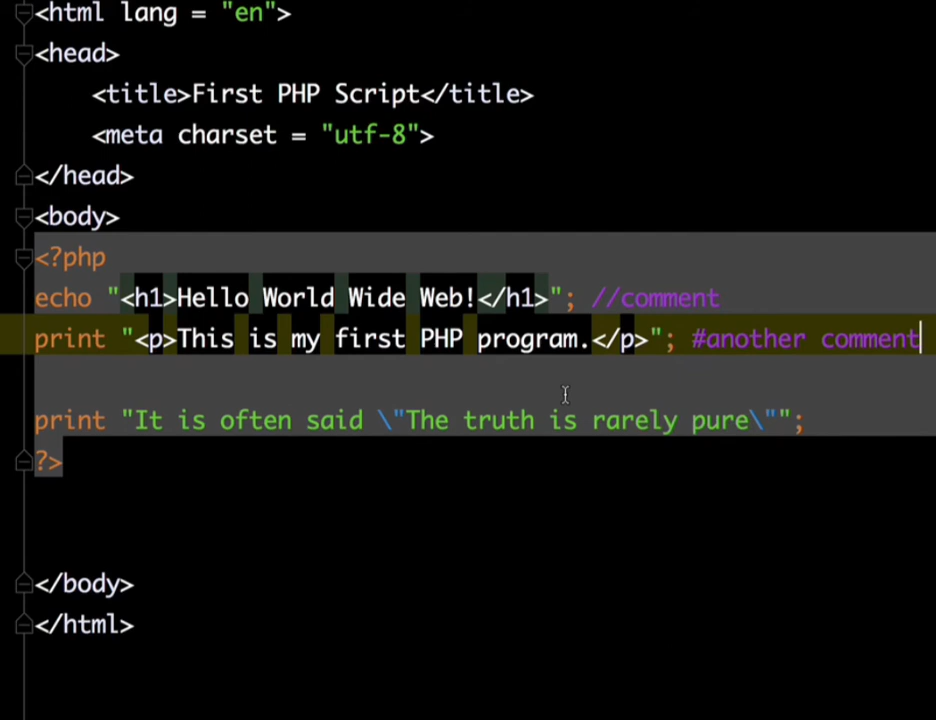 <html lang = "en">
<head>
<title>First PHP Script</title>
<meta charset = "utf-8">
</head>
<body>
<?php
echo "<h1>Hello World Wide Web!</h1>"; //comment
print "<p>This is my first PHP program.</p>"; #another comment
print "It is often said \"The truth is rarely pure\"";
?>
</body>
</html>